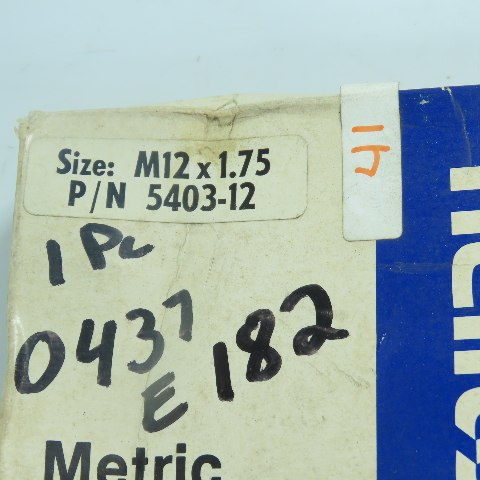 Size: M12 x 1.75
P/N 5403-12
1 Pc
0437
E 182
Metric